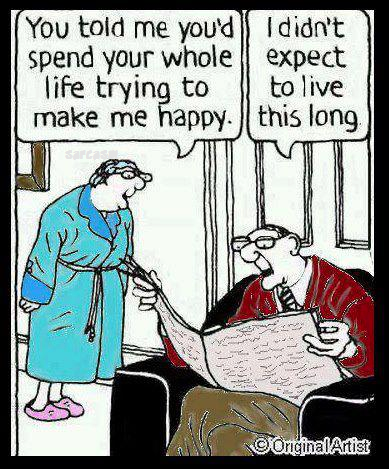 You told me you'd
spend your whole
life trying to
make me happy.
I didn't
expect
to live
this long.
sarcasm
© Original Artist